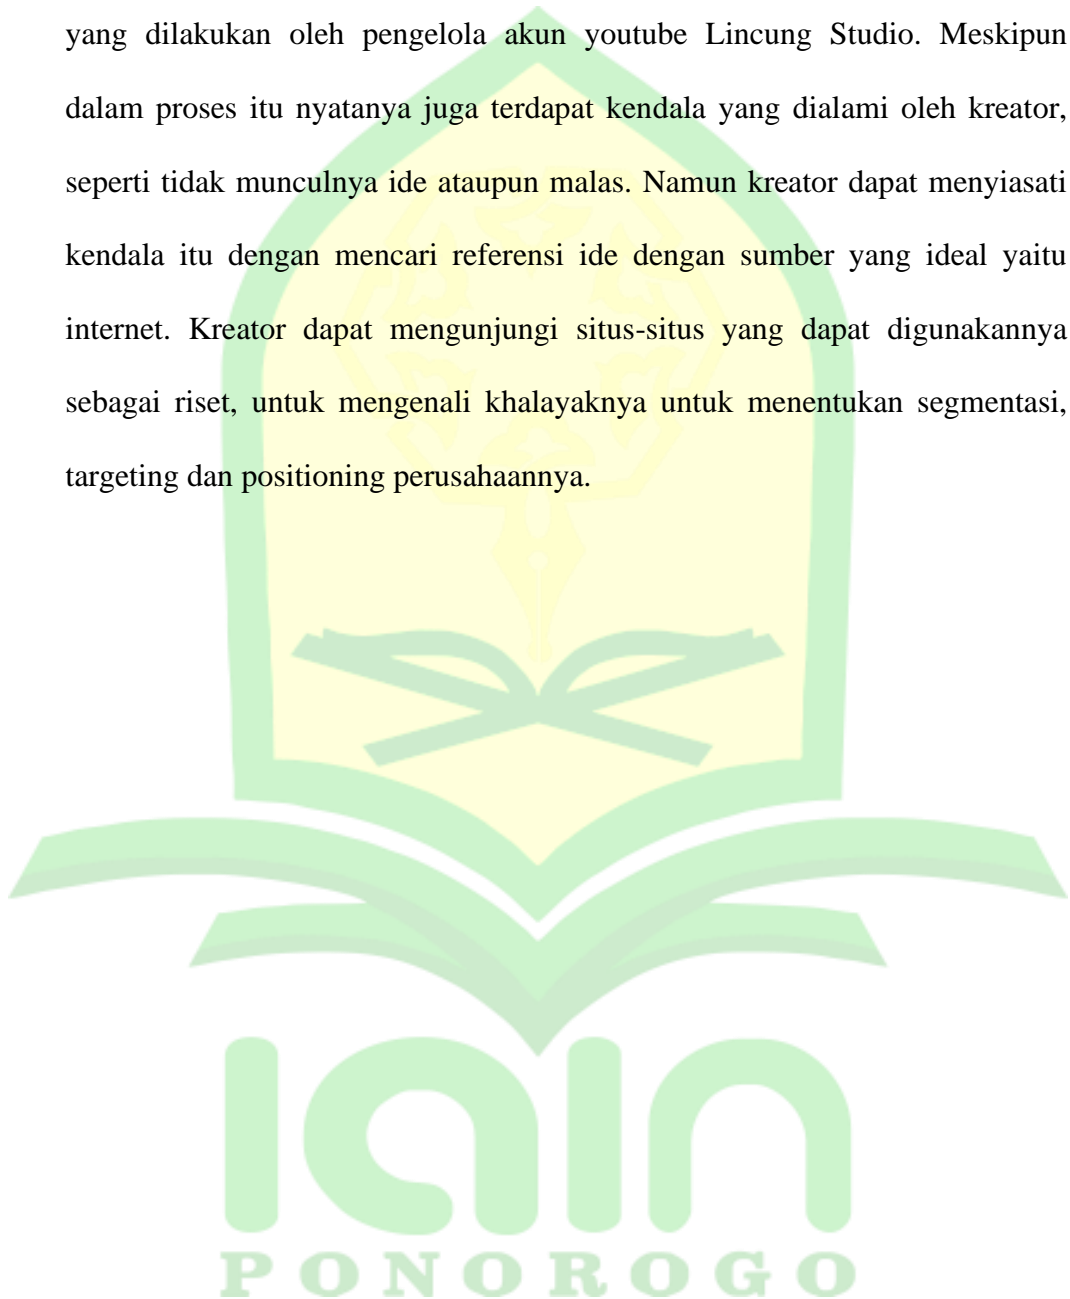 yang dilakukan oleh pengelola akun youtube Lincung Studio. Meskipun
dalam proses itu nyatanya juga terdapat kendala yang dialami oleh kreator,
seperti tidak munculnya ide ataupun malas. Namun kreator dapat menyiasati
kendala itu dengan mencari referensi ide dengan sumber yang ideal yaitu
internet. Kreator dapat mengunjungi situs-situs yang dapat digunakannya
sebagai riset, untuk mengenali khalayaknya untuk menentukan segmentasi,
targeting dan positioning perusahaannya.
iain
PONOROGO